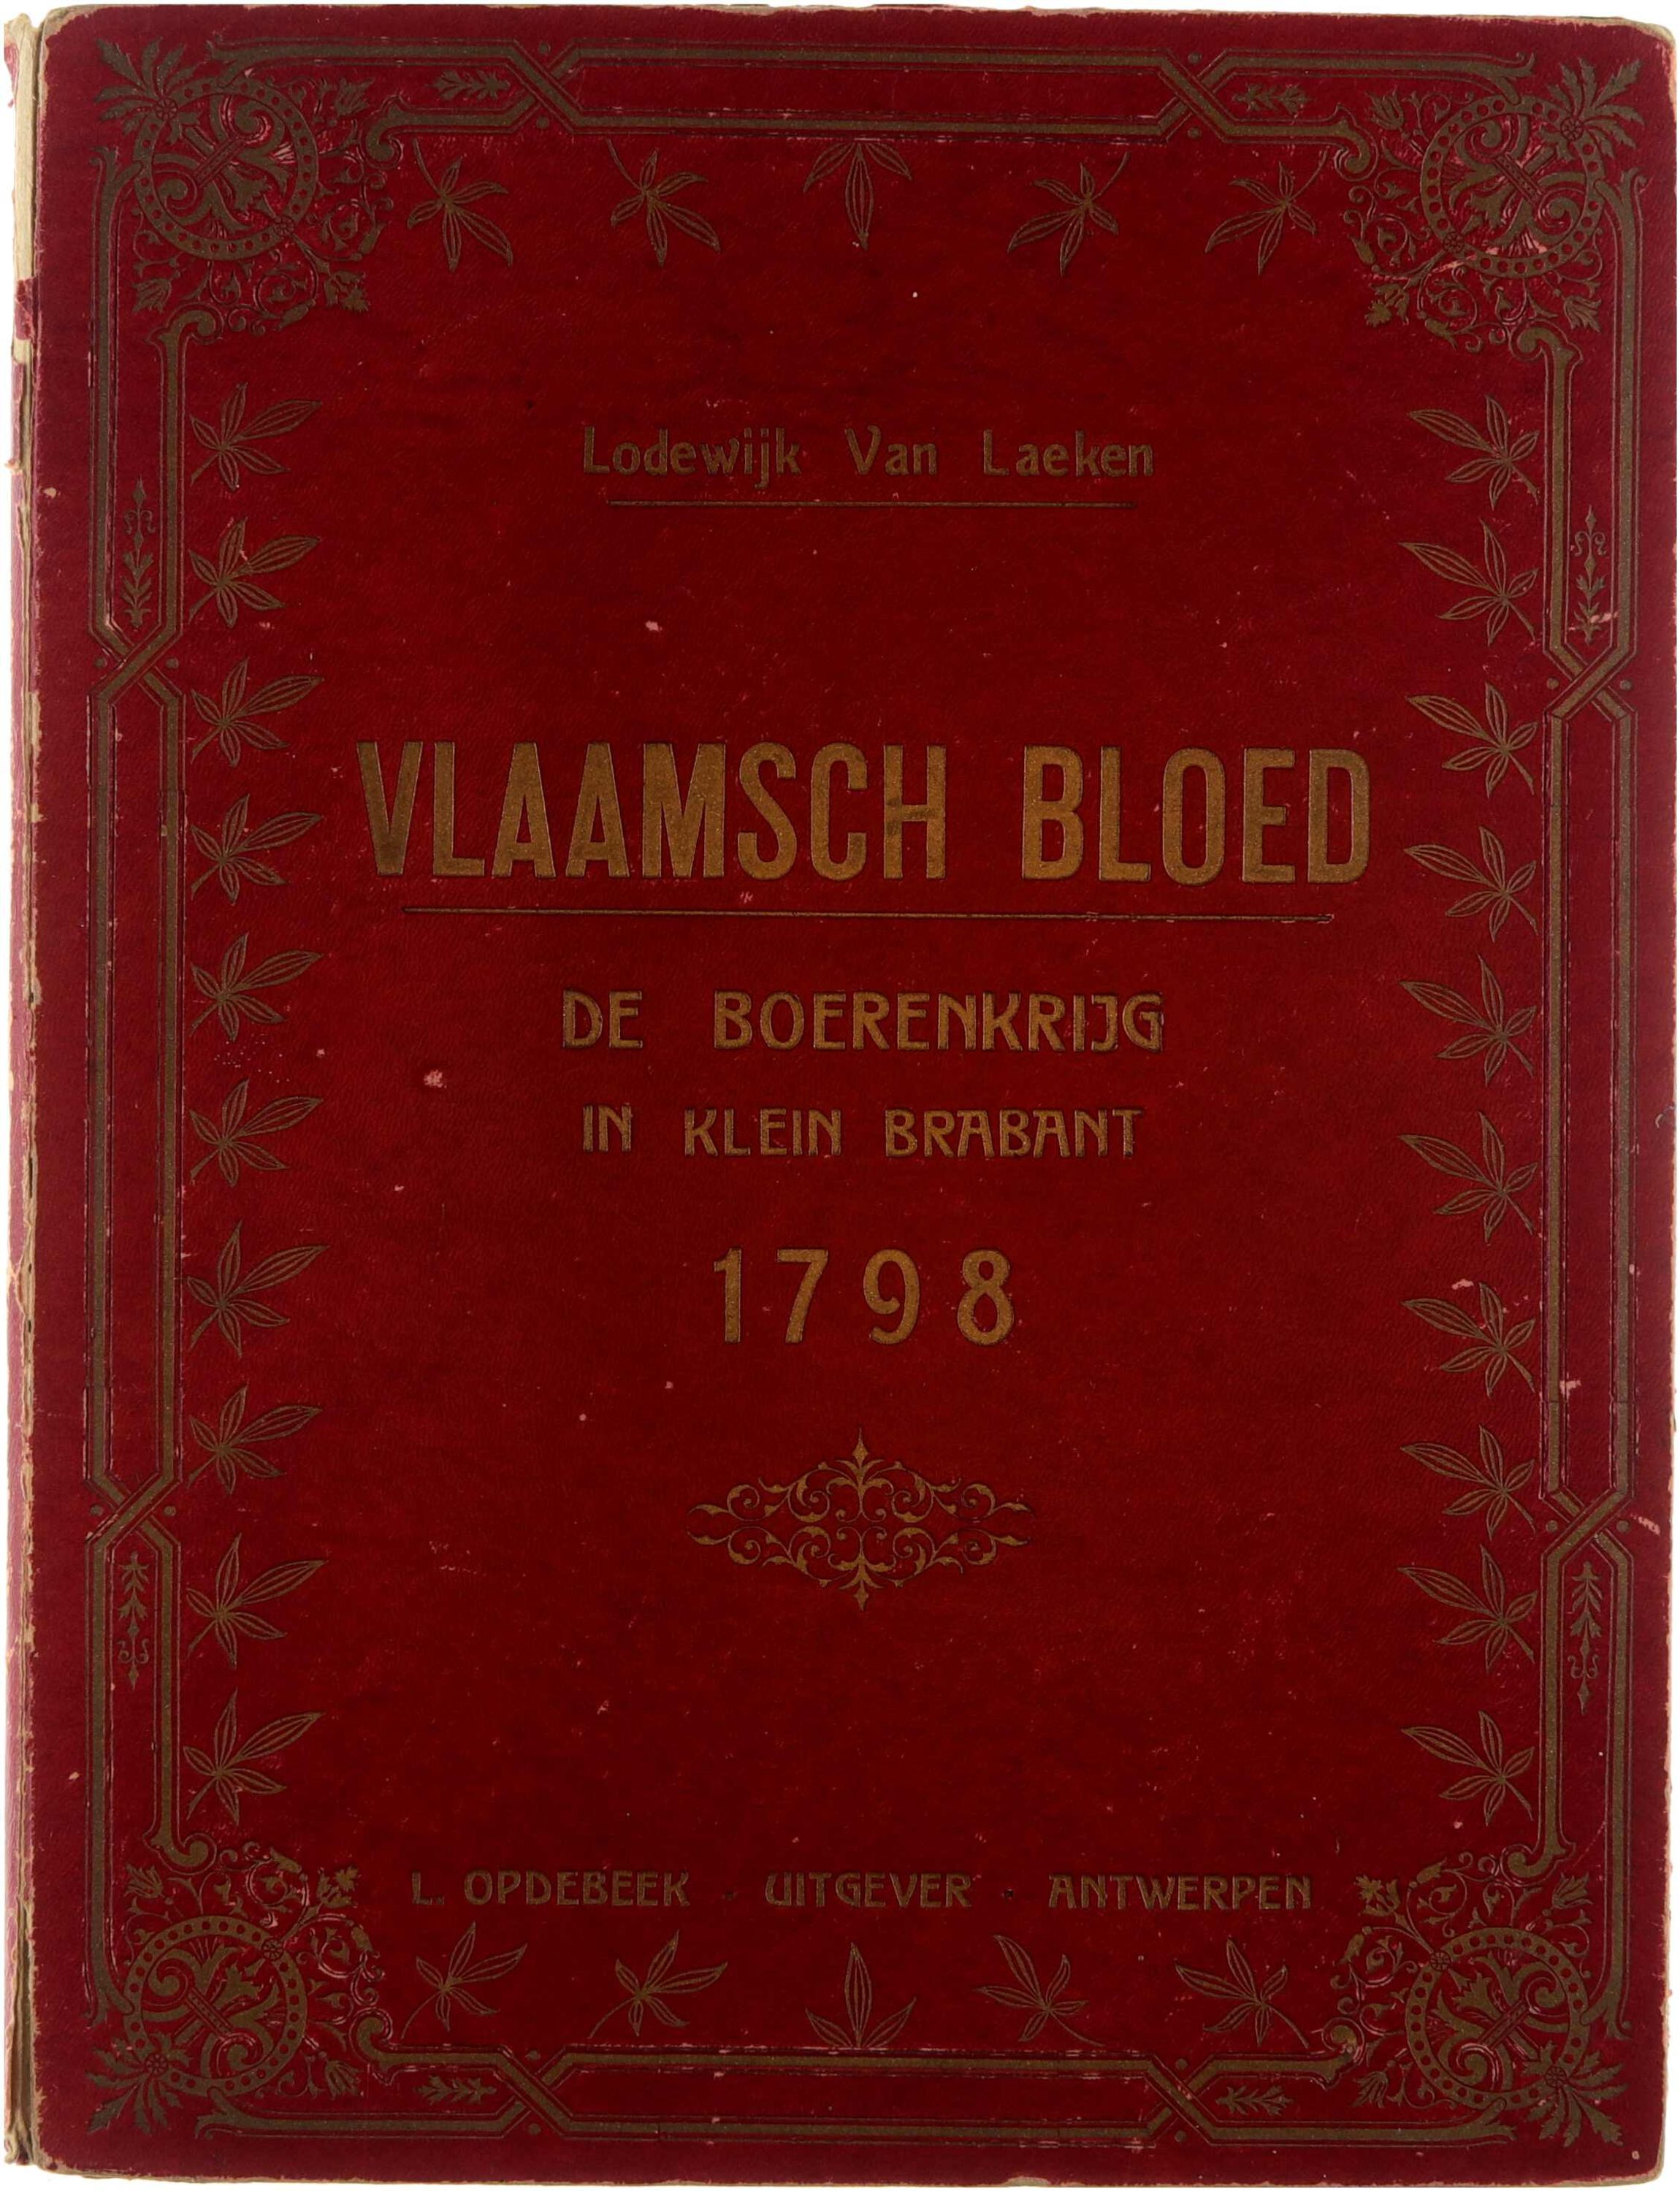 Lodewijk Van Laeken
VLAAMSCH BLOED
DE BOERENKRIJG
IN KLEIN BRABANT
1798
L. OPDEBEEK - UITGEVER - ANTWERPEN